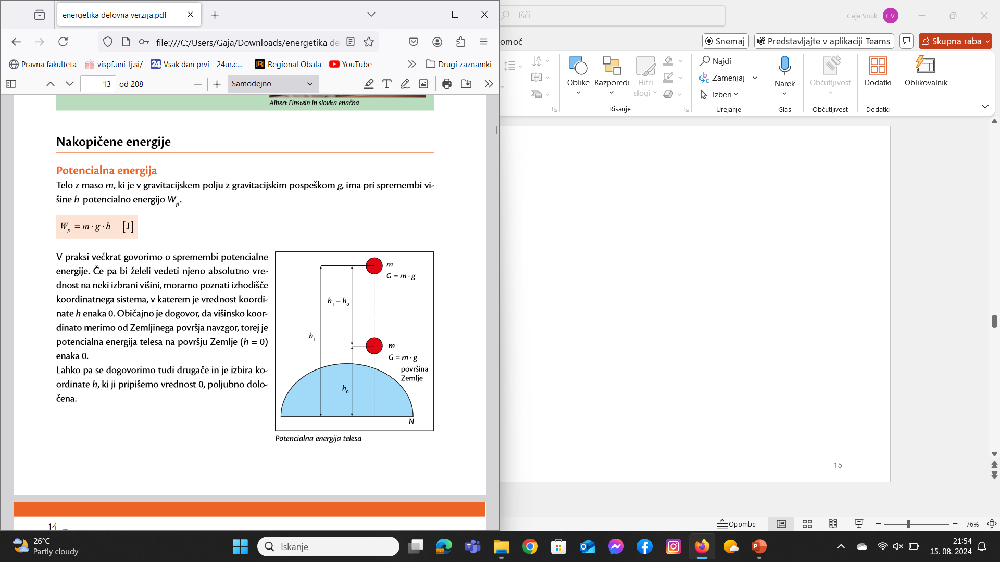 energetika delovna verzija.pdf
file:///C:/Users/Gaja/Downloads/energetika de
Pravna fakulteta
vispf.uni-lj.si/
24 Vsak dan prvi - 24ur.c...
Regional Obala
YouTube
Drugi zaznamki
13 od 208
Samodejno
Albert Einstein in slovita enačba
Nakopičene energije
Potencialna energija
Telo z maso m, ki je v gravitacijskem polju z gravitacijskim pospeškom g, ima pri spremembi vi-
šine h potencialno energijo Wp.
Wp = m · g · h [J]
V praksi večkrat govorimo o spremembi potencialne
energije. Če pa bi želeli vedeti njeno absolutno vre-
dnost na neki izbrani višini, moramo poznati izhodišče
koordinatnega sistema, v katerem je vrednost koordi-
nate h enaka 0. Običajno je dogovor, da višinsko koor-
dinato merimo od Zemljinega površja navzgor, torej je
potencialna energija telesa na površju Zemlje (h = 0)
enaka 0.
Lahko pa se dogovorimo tudi drugače in je izbira ko-
ordinate h, ki ji pripišemo vrednost 0, poljubno dolo-
čena.
m
G = m · g
h1 – h0
h1
m
G = m · g
površina
Zemlje
h0
N
Potencialna energija telesa
14
Išči
Gaja Vouk
GV
omoč
Snemaj
Predstavljajte v aplikaciji Teams
Skupna raba
Oblike
Razporedi
Hitri
slogi
Risanje
Najdi
Zamenjaj
Izberi
Urejanje
Narek
Glas
Občutljivost
Občutljivost
Dodatki
Dodatki
Oblikovalnik
15
Opombe
76%
26°C
Partly cloudy
Iskanje
21:54
15. 08. 2024